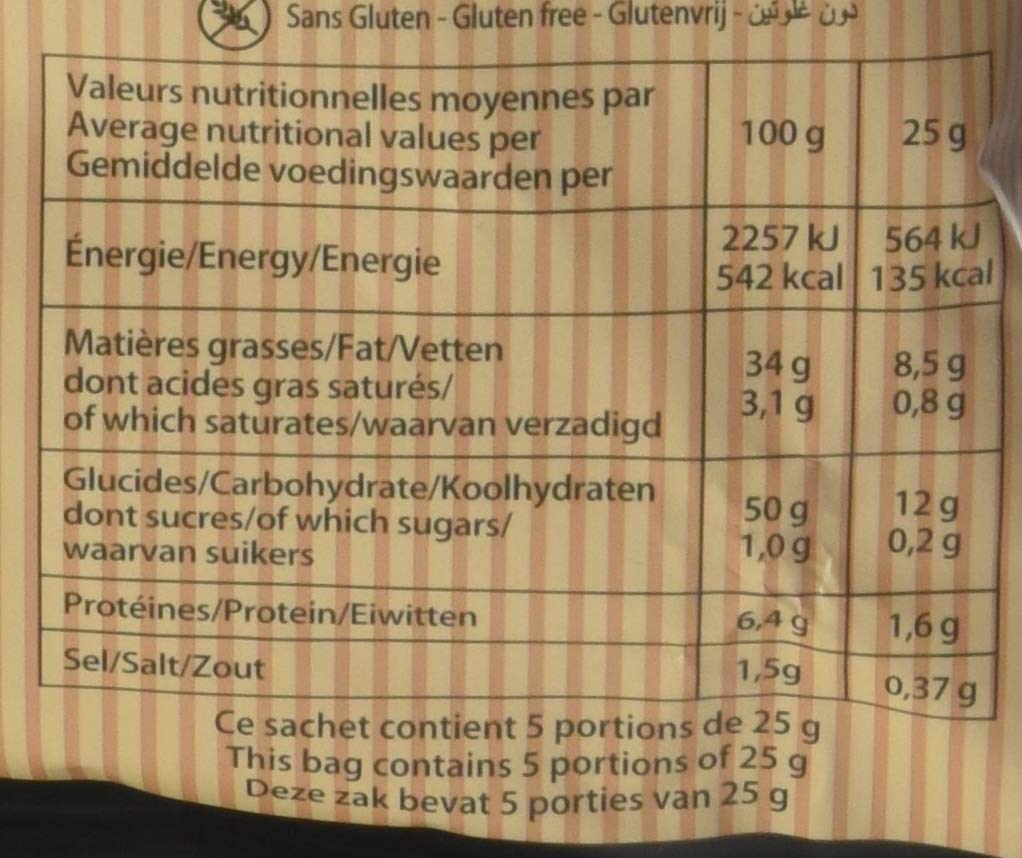 Sans Gluten - Gluten free - Glutenvrij - دون غلوتين
Valeurs nutritionnelles moyennes par
Average nutritional values per
Gemiddelde voedingswaarden per
100 g 25 g
Énergie/Energy/Energie
2257 kJ 564 kJ
542 kcal 135 kcal
Matières grasses/Fat/Vetten
dont acides gras saturés/
of which saturates/waarvan verzadigd
34 g 8,5 g
3,1 g 0,8 g
Glucides/Carbohydrate/Koolhydraten
dont sucres/of which sugars/
waarvan suikers
50 g 12 g
1,0 g 0,2 g
Protéines/Protein/Eiwitten 6,4 g 1,6 g
Sel/Salt/Zout 1,5g 0,37 g
Ce sachet contient 5 portions de 25 g
This bag contains 5 portions of 25 g
Deze zak bevat 5 porties van 25 g